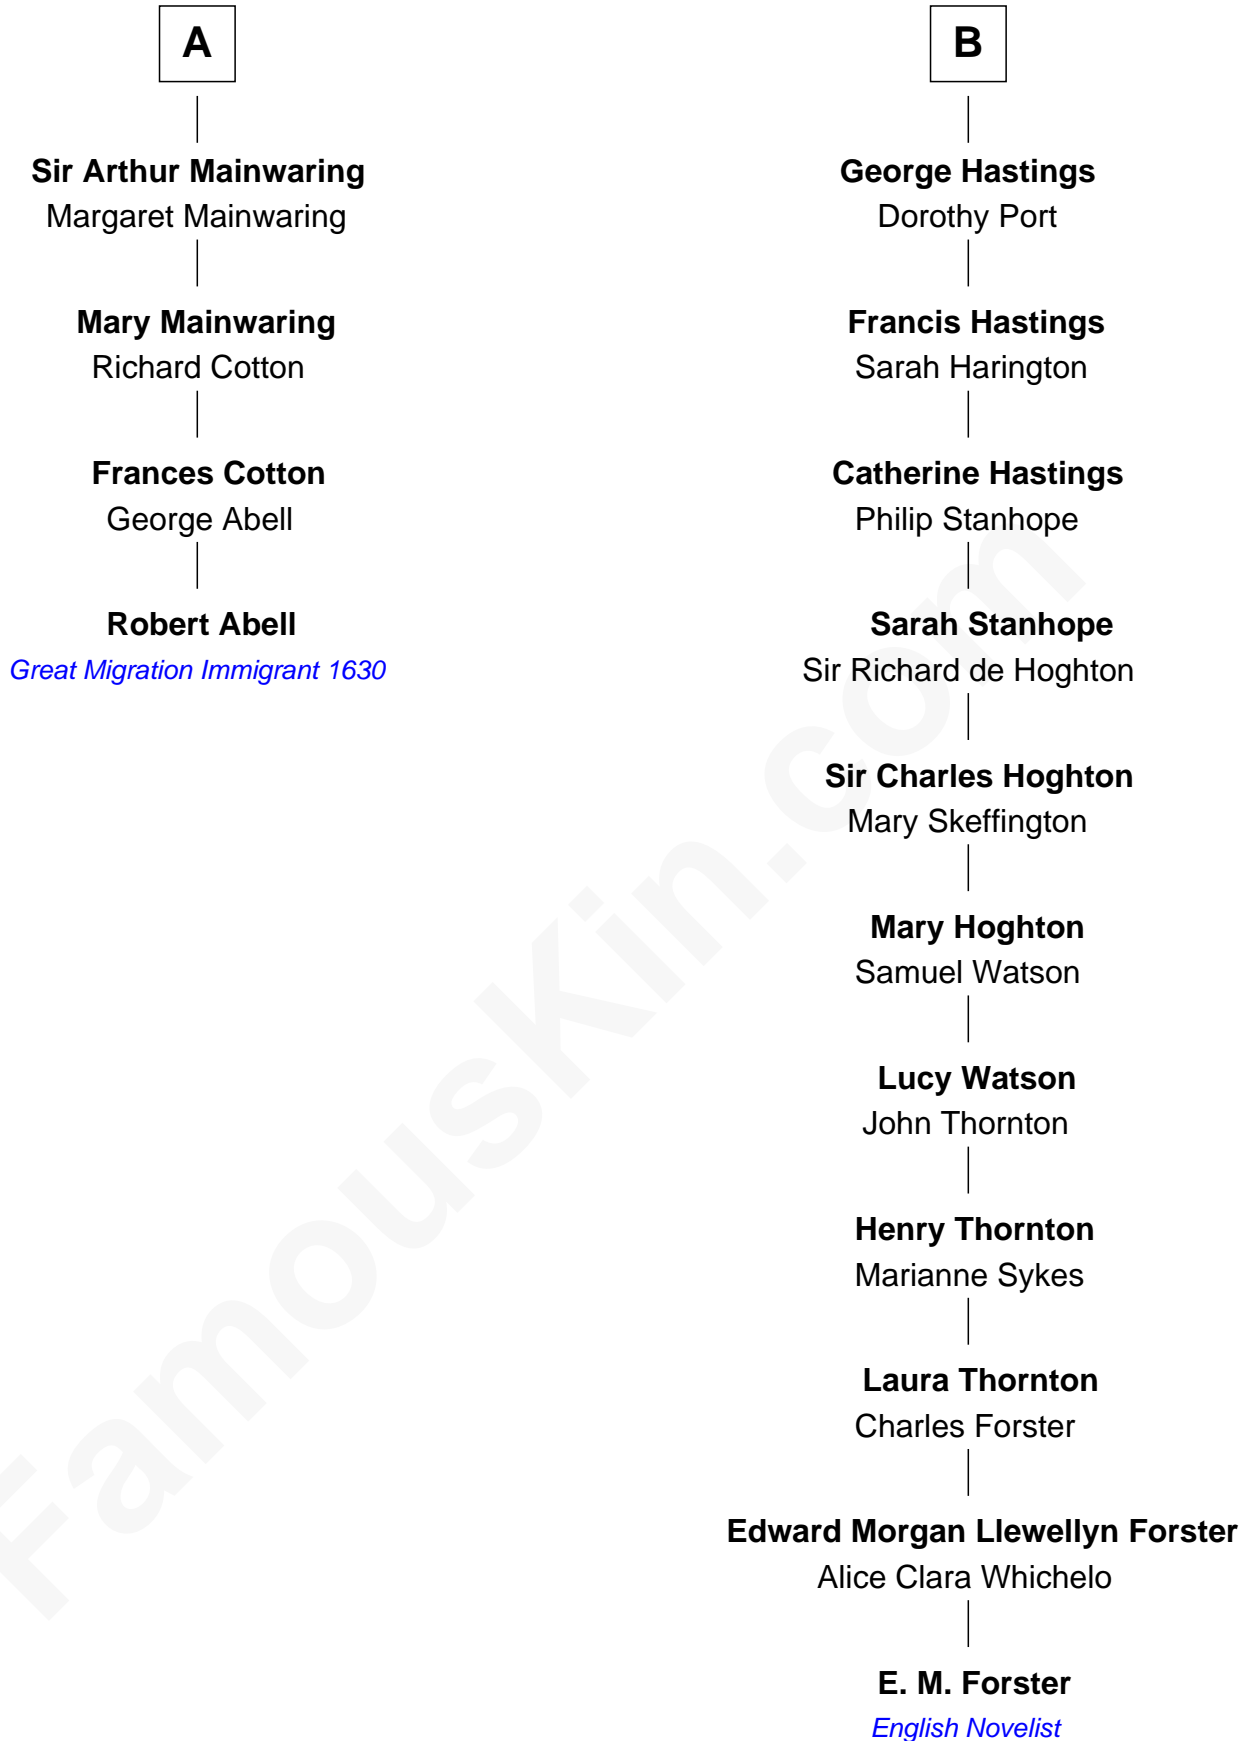 A
Sir Arthur Mainwaring
Margaret Mainwaring
Mary Mainwaring
Richard Cotton
Frances Cotton
George Abell
Robert Abell
Great Migration Immigrant 1630
B
George Hastings
Dorothy Port
Francis Hastings
Sarah Harington
Catherine Hastings
Philip Stanhope
Sarah Stanhope
Sir Richard de Hoghton
Sir Charles Hoghton
Mary Skeffington
Mary Hoghton
Samuel Watson
Lucy Watson
John Thornton
Henry Thornton
Marianne Sykes
Laura Thornton
Charles Forster
Edward Morgan Llewellyn Forster
Alice Clara Whichelo
E. M. Forster
English Novelist
FamousKin.com